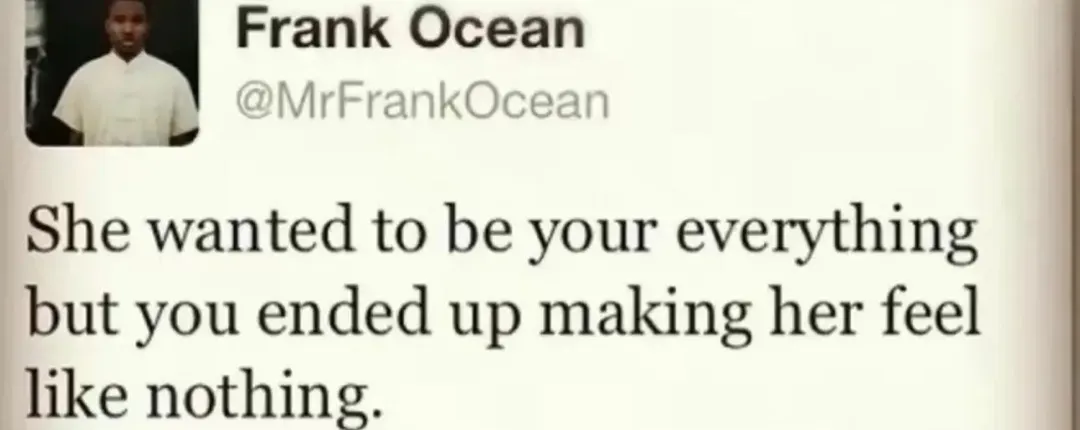 Frank Ocean
@MrFrankOcean
She wanted to be your everything
but you ended up making her feel
like nothing.